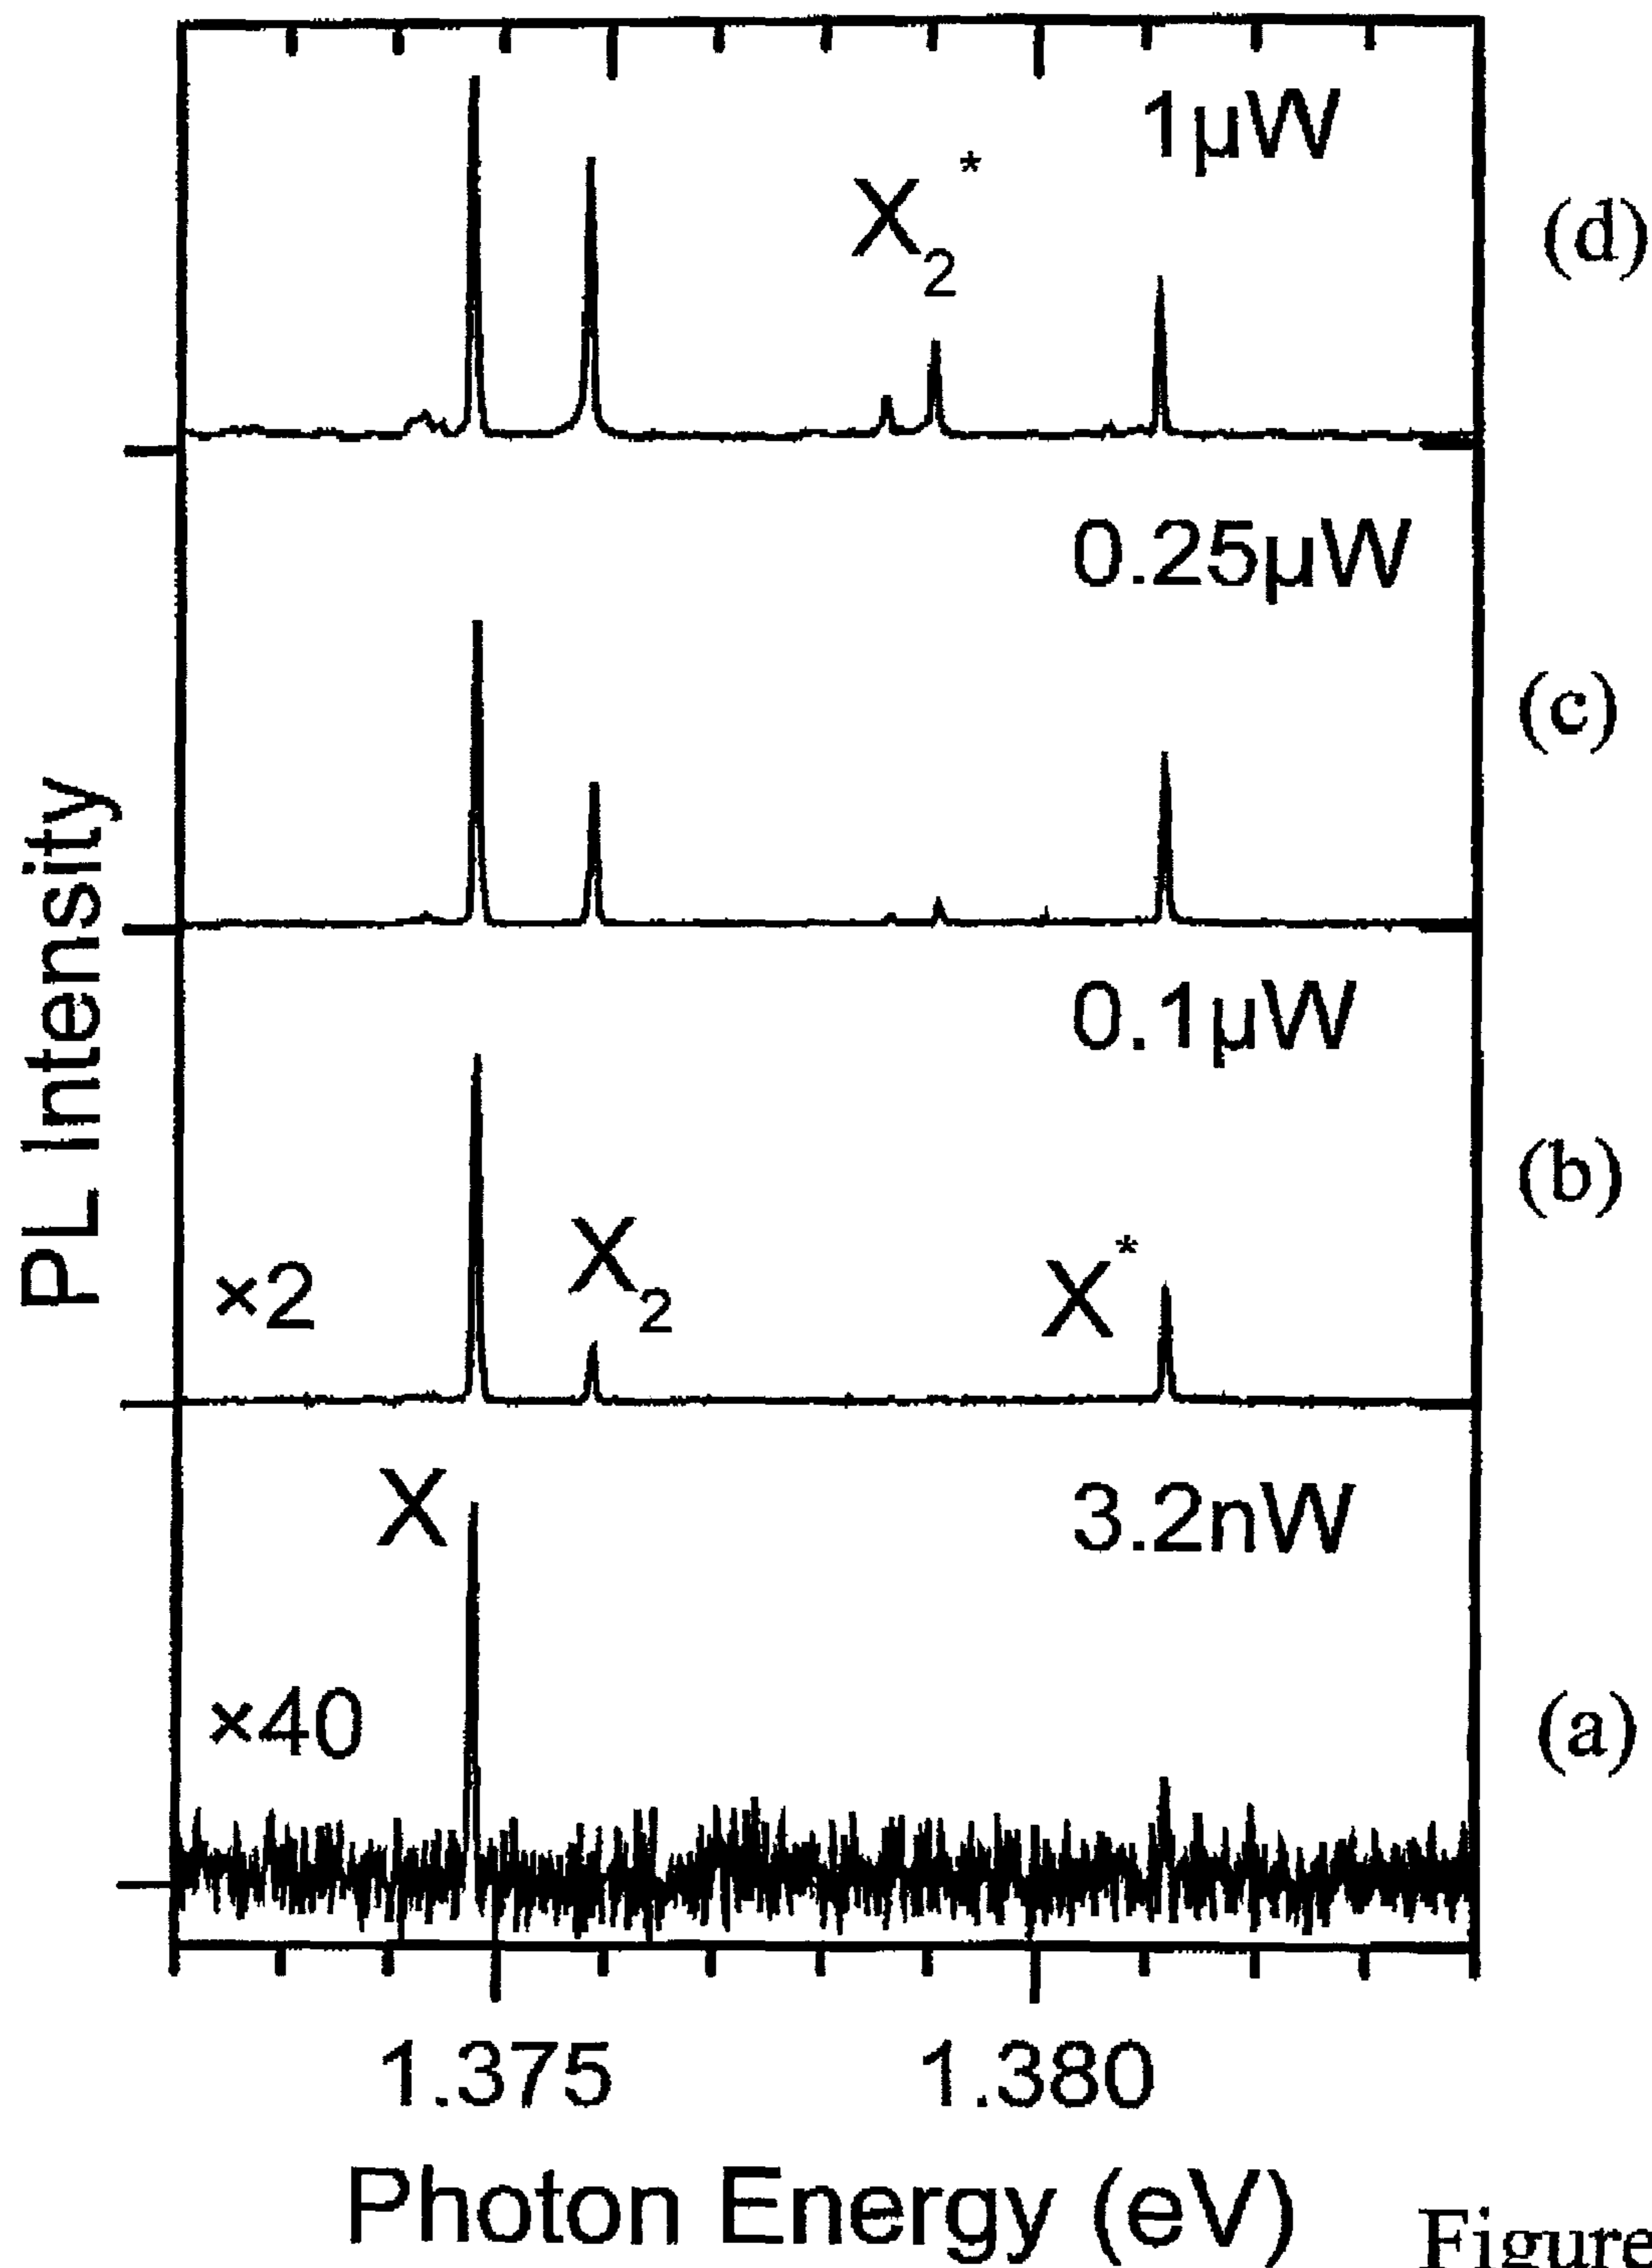 1µW
X₂*
(d)
0.25µW
(c)
0.1µW
(b)
×2
X₂
X*
X
3.2nW
×40
(a)
PL Intensity
1.375
1.380
Photon Energy (eV)
Figure